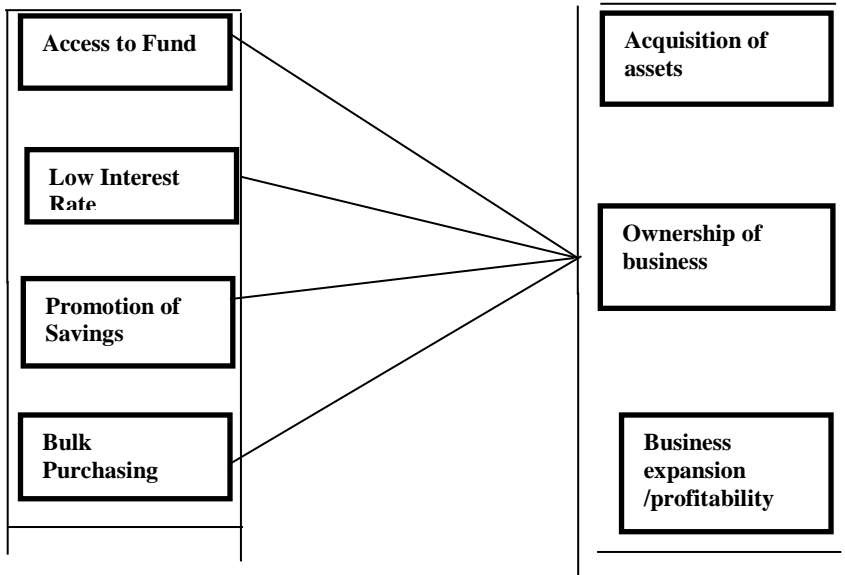 Access to Fund
Low Interest
Rate
Promotion of
Savings
Bulk
Purchasing
Acquisition of
assets
Ownership of
business
Business
expansion
/profitability